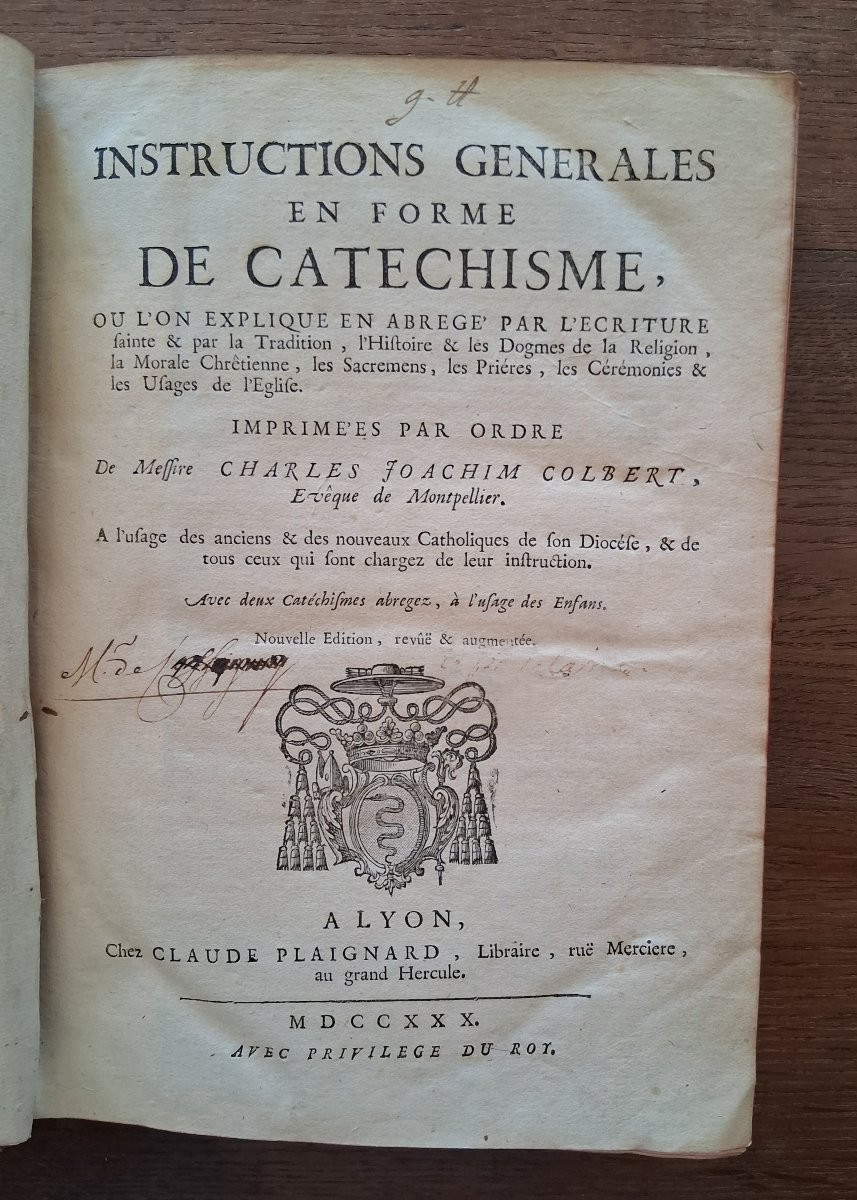 INSTRUCTIONS GENERALES
EN FORME
DE CATECHISME,
OU L'ON EXPLIQUE EN ABREGE' PAR L'ECRITURE
ſainte & par la Tradition, l'Hiſtoire & les Dogmes de la Religion,
la Morale Chrêtienne, les Sacremens, les Priéres, les Cérémonies &
les Uſages de l'Egliſe.
IMPRIME'ES PAR ORDRE
De Meſſire CHARLES JOACHIM COLBERT,
Evêque de Montpellier.
A l'uſage des anciens & des nouveaux Catholiques de ſon Diocéſe, & de
tous ceux qui ſont chargez de leur inſtruction.
Avec deux Catéchiſmes abregez, à l'uſage des Enfans.
Nouvelle Edition, revûë & augmentée.
M. de
A LYON,
Chez CLAUDE PLAIGNARD, Libraire, ruë Merciere,
au grand Hercule.
MDCCXXX.
AVEC PRIVILEGE DU ROY.